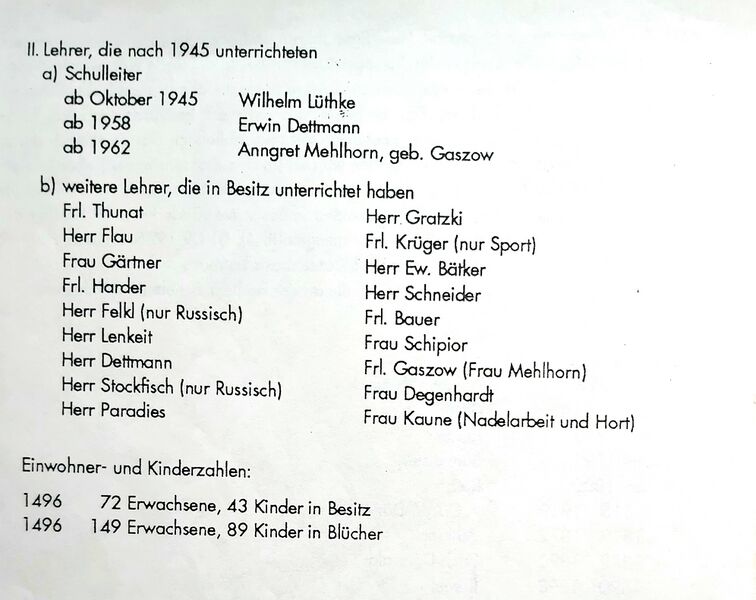 II. Lehrer, die nach 1945 unterrichteten
a) Schulleiter
ab Oktober 1945 Wilhelm Lüthke
ab 1958 Erwin Dettmann
ab 1962 Anngret Mehlhorn, geb. Gaszow
b) weitere Lehrer, die in Besitz unterrichtet haben
Frl. Thunat Herr Gratzki
Herr Flau Frl. Krüger (nur Sport)
Frau Gärtner Herr Ew. Bätker
Frl. Harder Herr Schneider
Herr Felkl (nur Russisch) Frl. Bauer
Herr Lenkeit Frau Schipior
Herr Dettmann Frl. Gaszow (Frau Mehlhorn)
Herr Stockfisch (nur Russisch) Frau Degenhardt
Herr Paradies Frau Kaune (Nadelarbeit und Hort)
Einwohner- und Kinderzahlen:
1496 72 Erwachsene, 43 Kinder in Besitz
1496 149 Erwachsene, 89 Kinder in Blücher